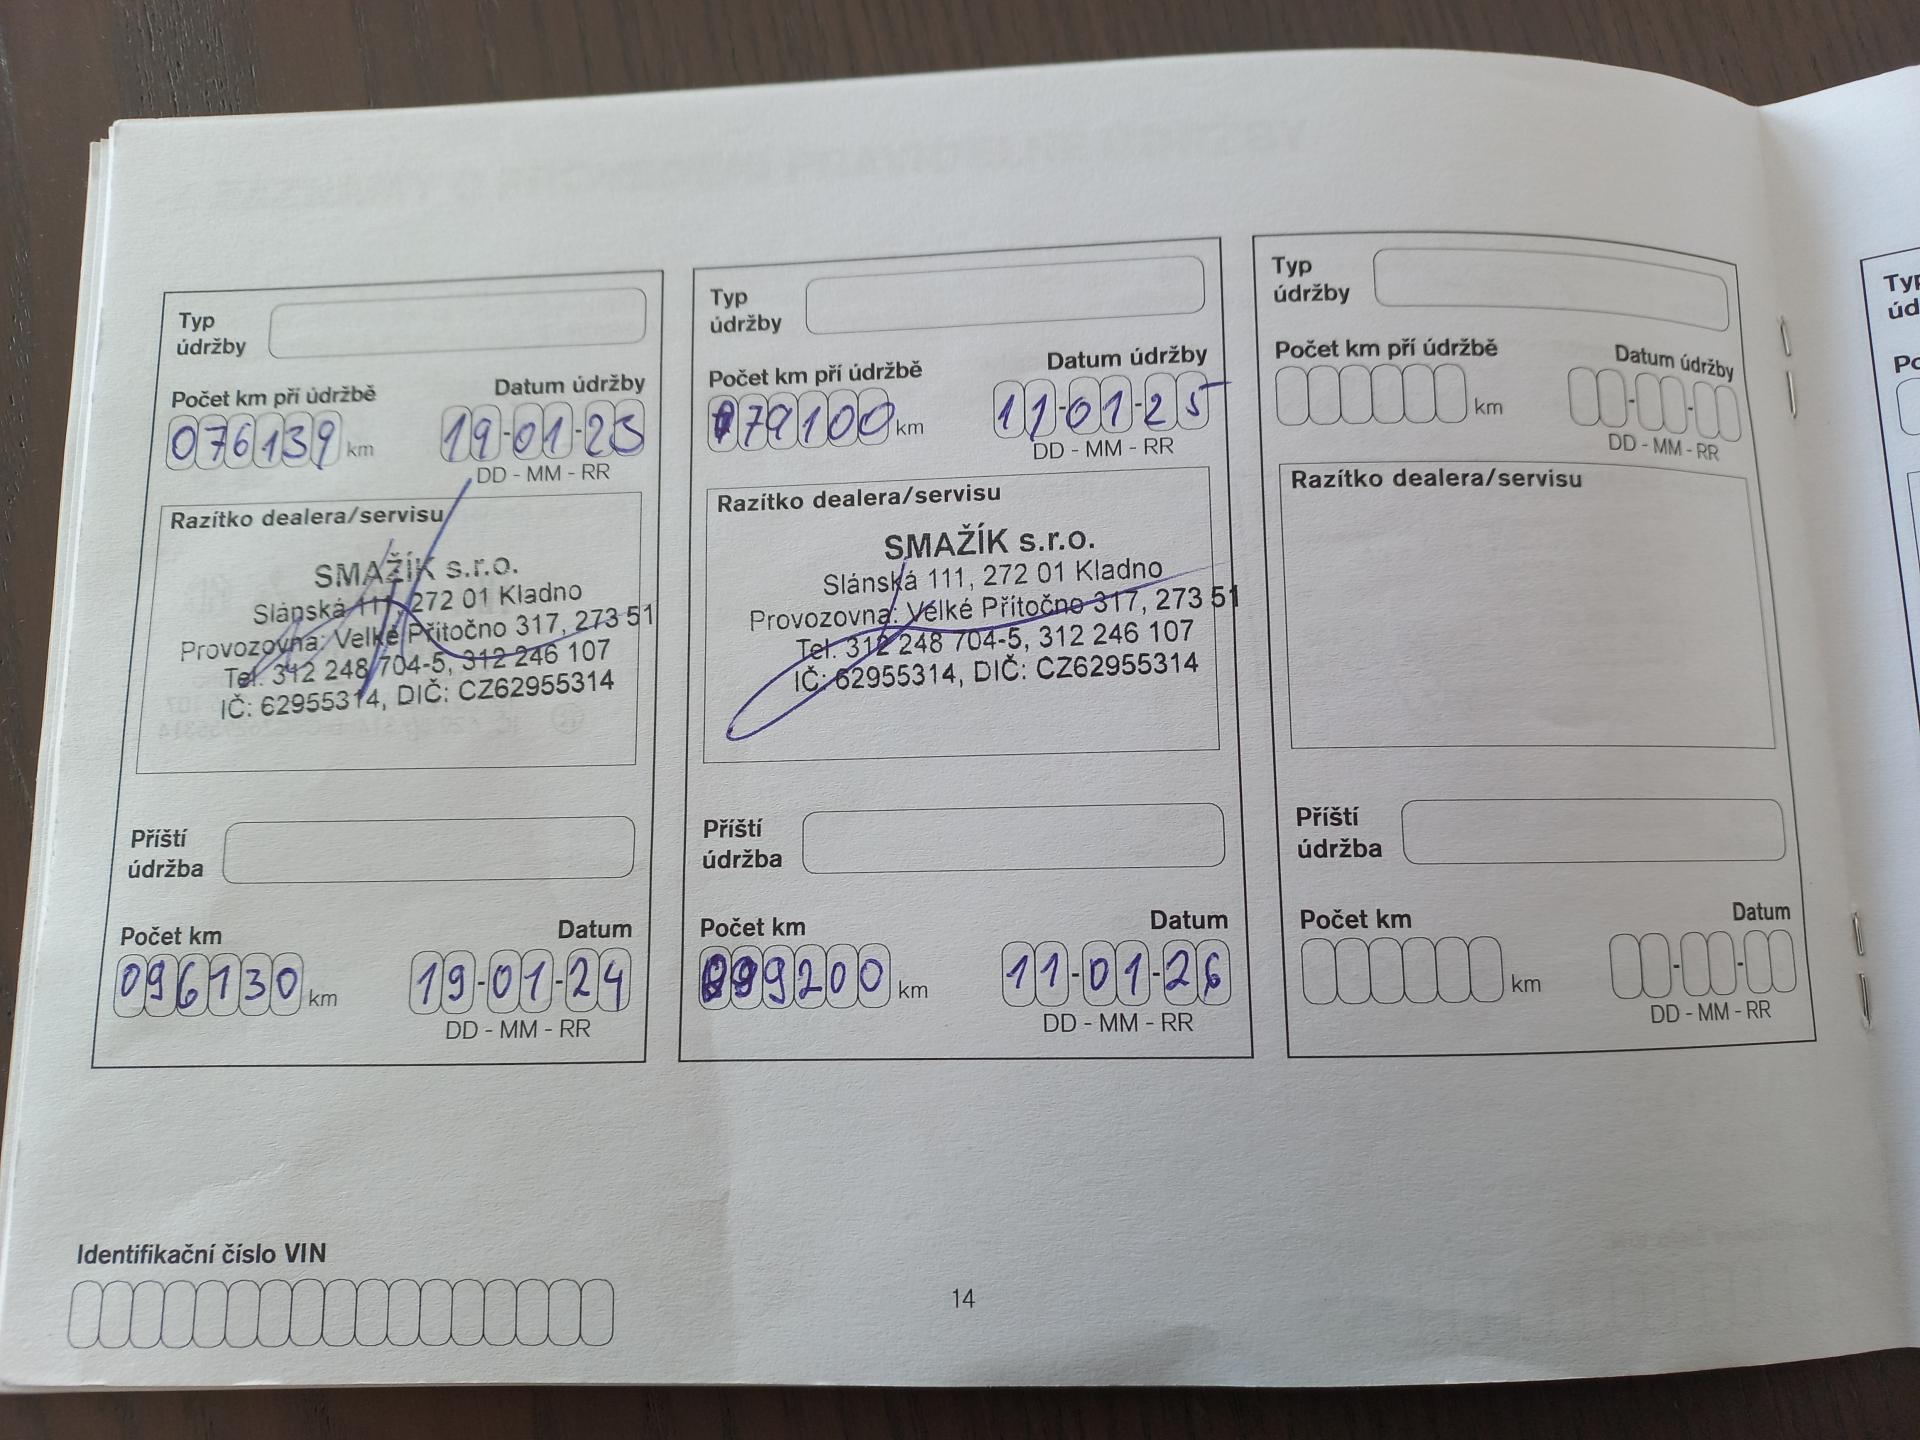 Typ
údržby
Počet km při údržbě
Datum údržby
076139 km
19-01-23
DD - MM - RR
Razítko dealera/servisu
SMAŽÍK s.r.o.
Slánská 111, 272 01 Kladno
Provozovna: Velké Přítočno 317, 273 51
Tel. 312 248 704-5, 312 246 107
IČ: 62955314, DIČ: CZ62955314
Příští
údržba
Počet km
Datum
096130 km
19-01-24
DD - MM - RR
Typ
údržby
Počet km při údržbě
Datum údržby
079100 km
11-01-25
DD - MM - RR
Razítko dealera/servisu
SMAŽÍK s.r.o.
Slánská 111, 272 01 Kladno
Provozovna: Velké Přítočno 317, 273 51
Tel. 312 248 704-5, 312 246 107
IČ: 62955314, DIČ: CZ62955314
Příští
údržba
Počet km
Datum
099200 km
11-01-26
DD - MM - RR
Typ
údržby
Počet km při údržbě
Datum údržby
km
DD - MM - RR
Razítko dealera/servisu
Příští
údržba
Počet km
Datum
km
DD - MM - RR
Identifikační číslo VIN
14